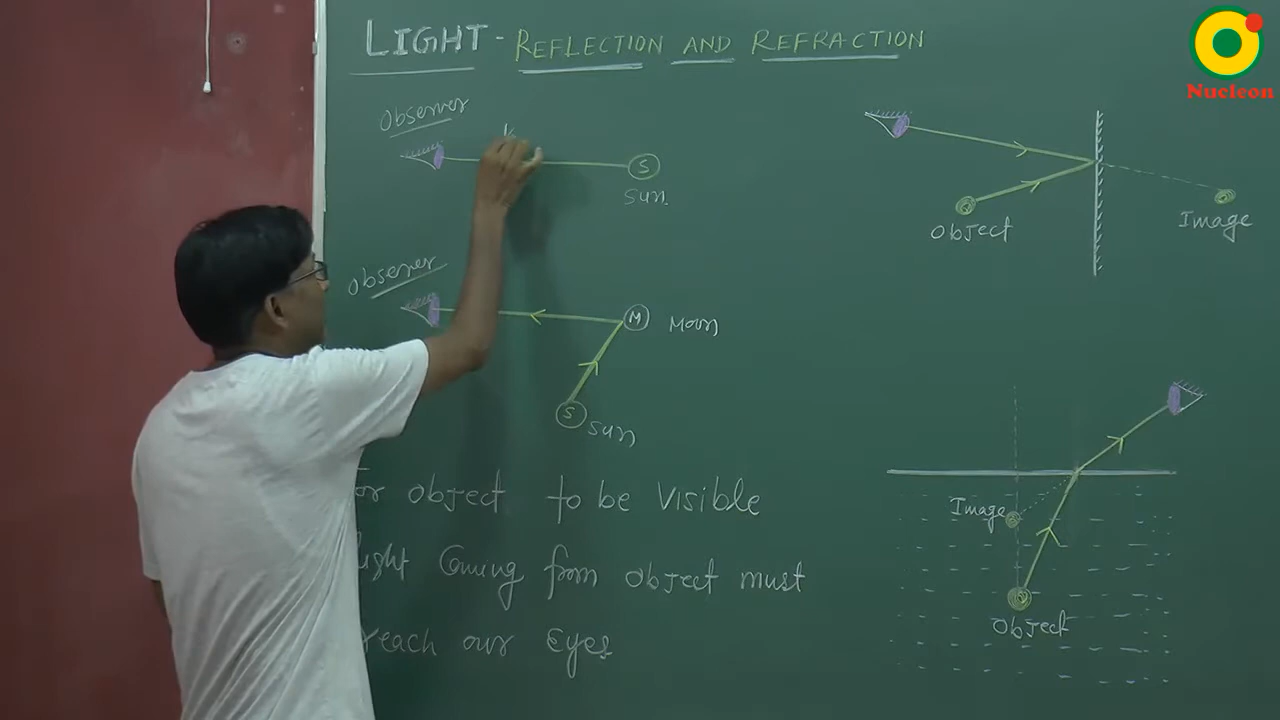 LIGHT - REFLECTION AND REFRACTION
Nucleon
Observer
S
Sun
Object
Image
Observer
M Moon
S Sun
Image
Object
or object to be visible
light Coming from object must
reach our Eyes